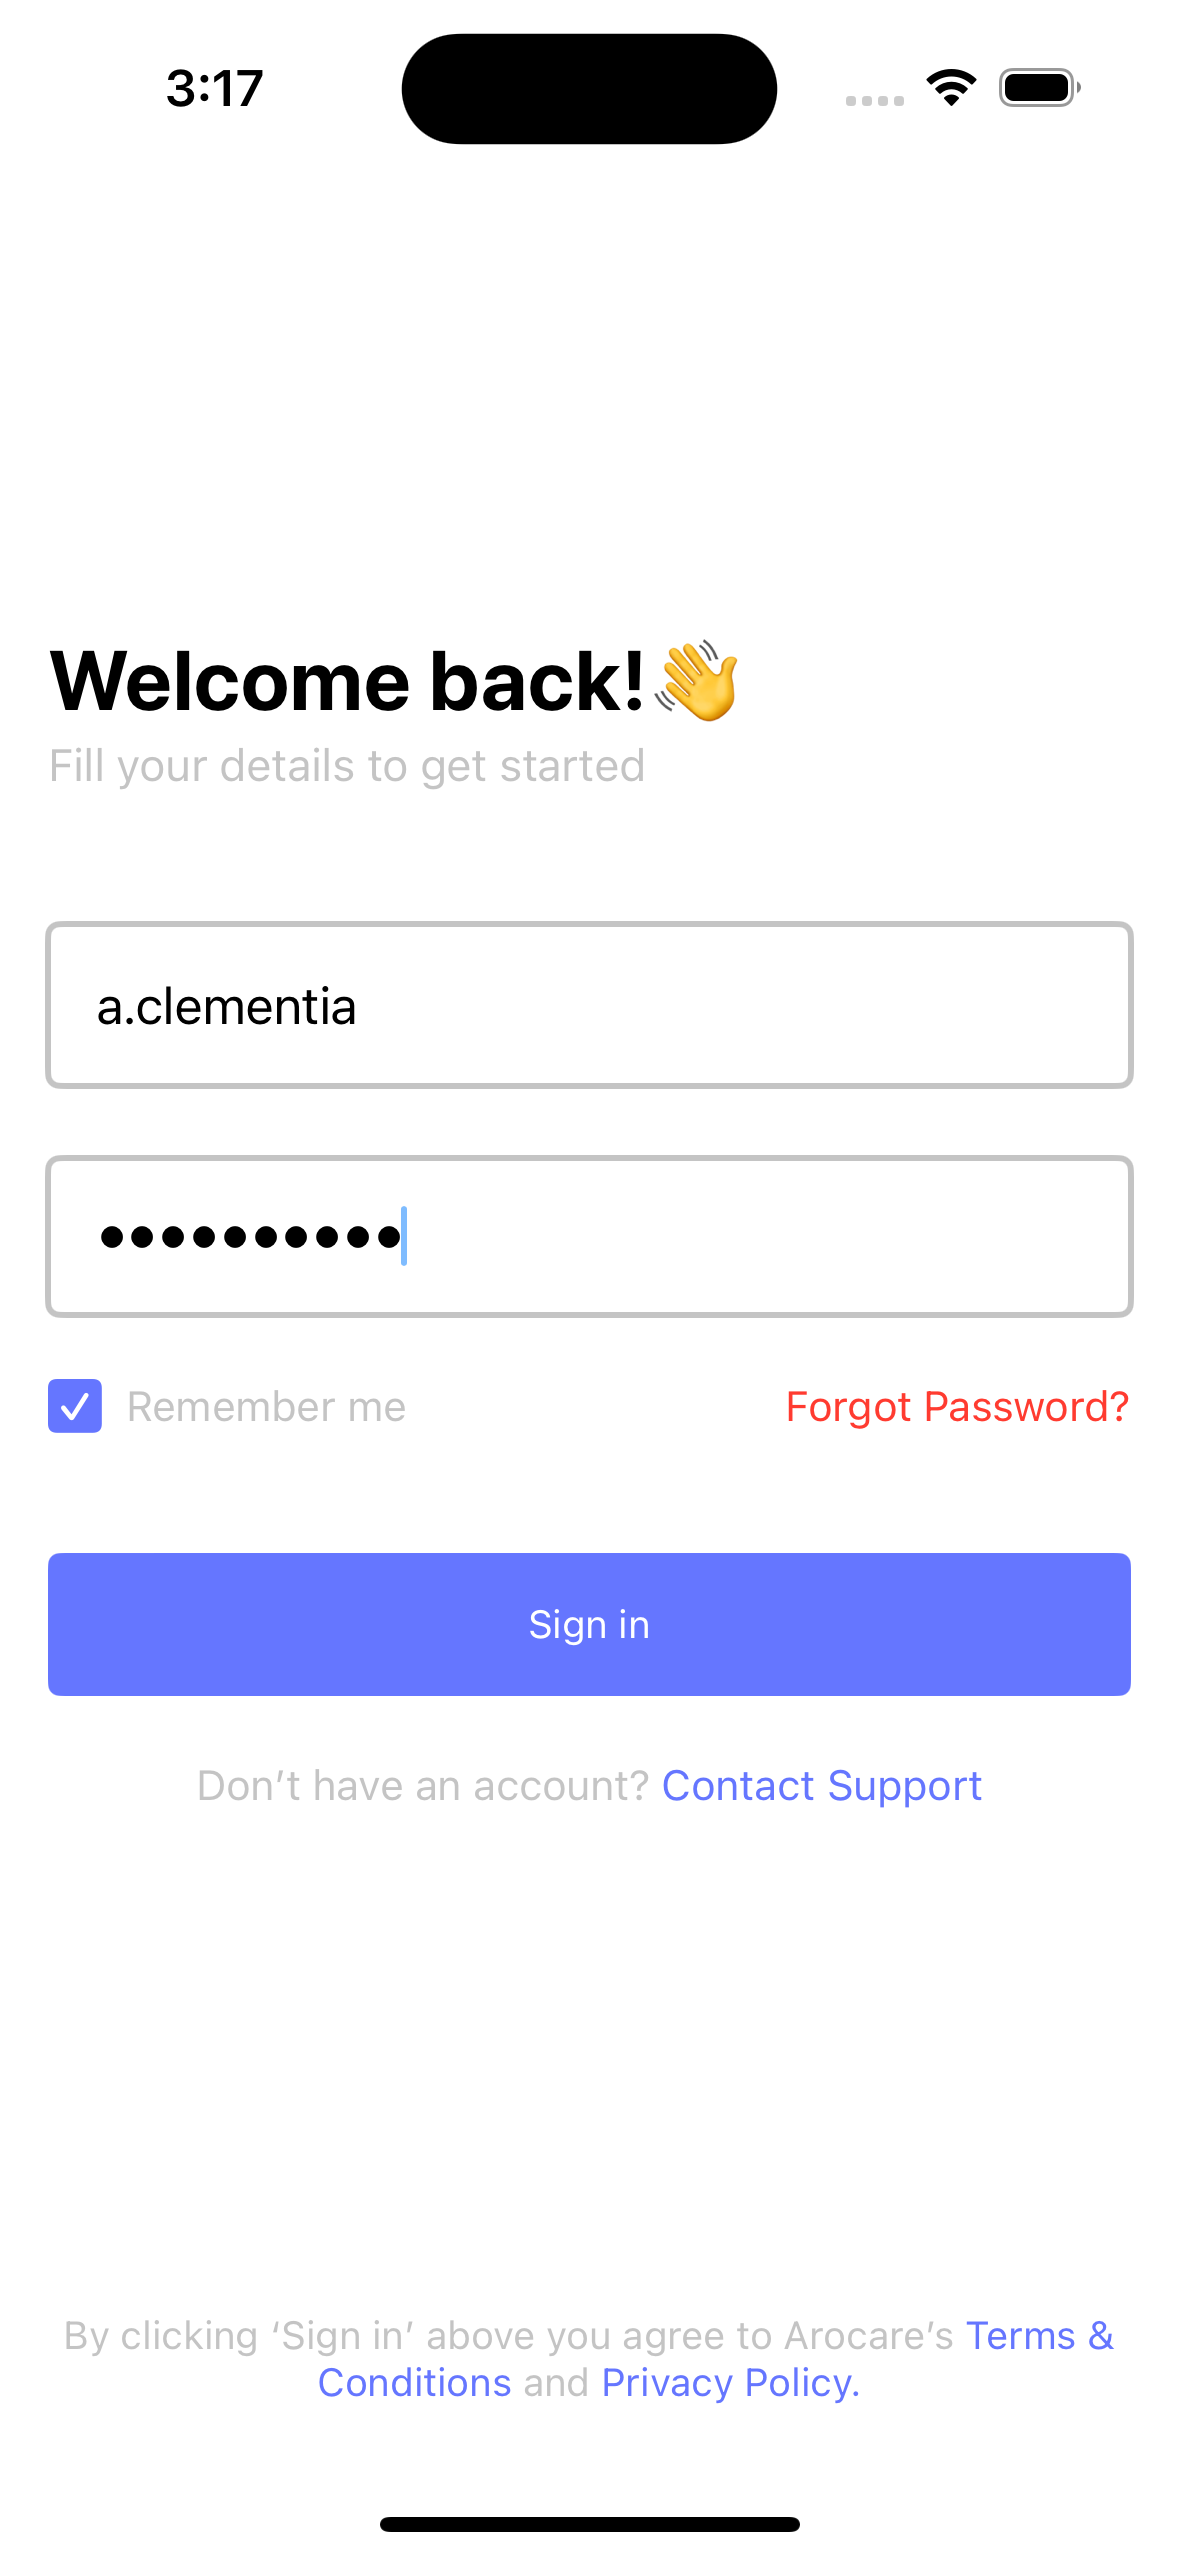 3:17
Welcome back!👋
Fill your details to get started
a.clementia
••••••••••
Remember me
Forgot Password?
Sign in
Don’t have an account? Contact Support
By clicking ‘Sign in’ above you agree to Arocare’s Terms &
Conditions and Privacy Policy.